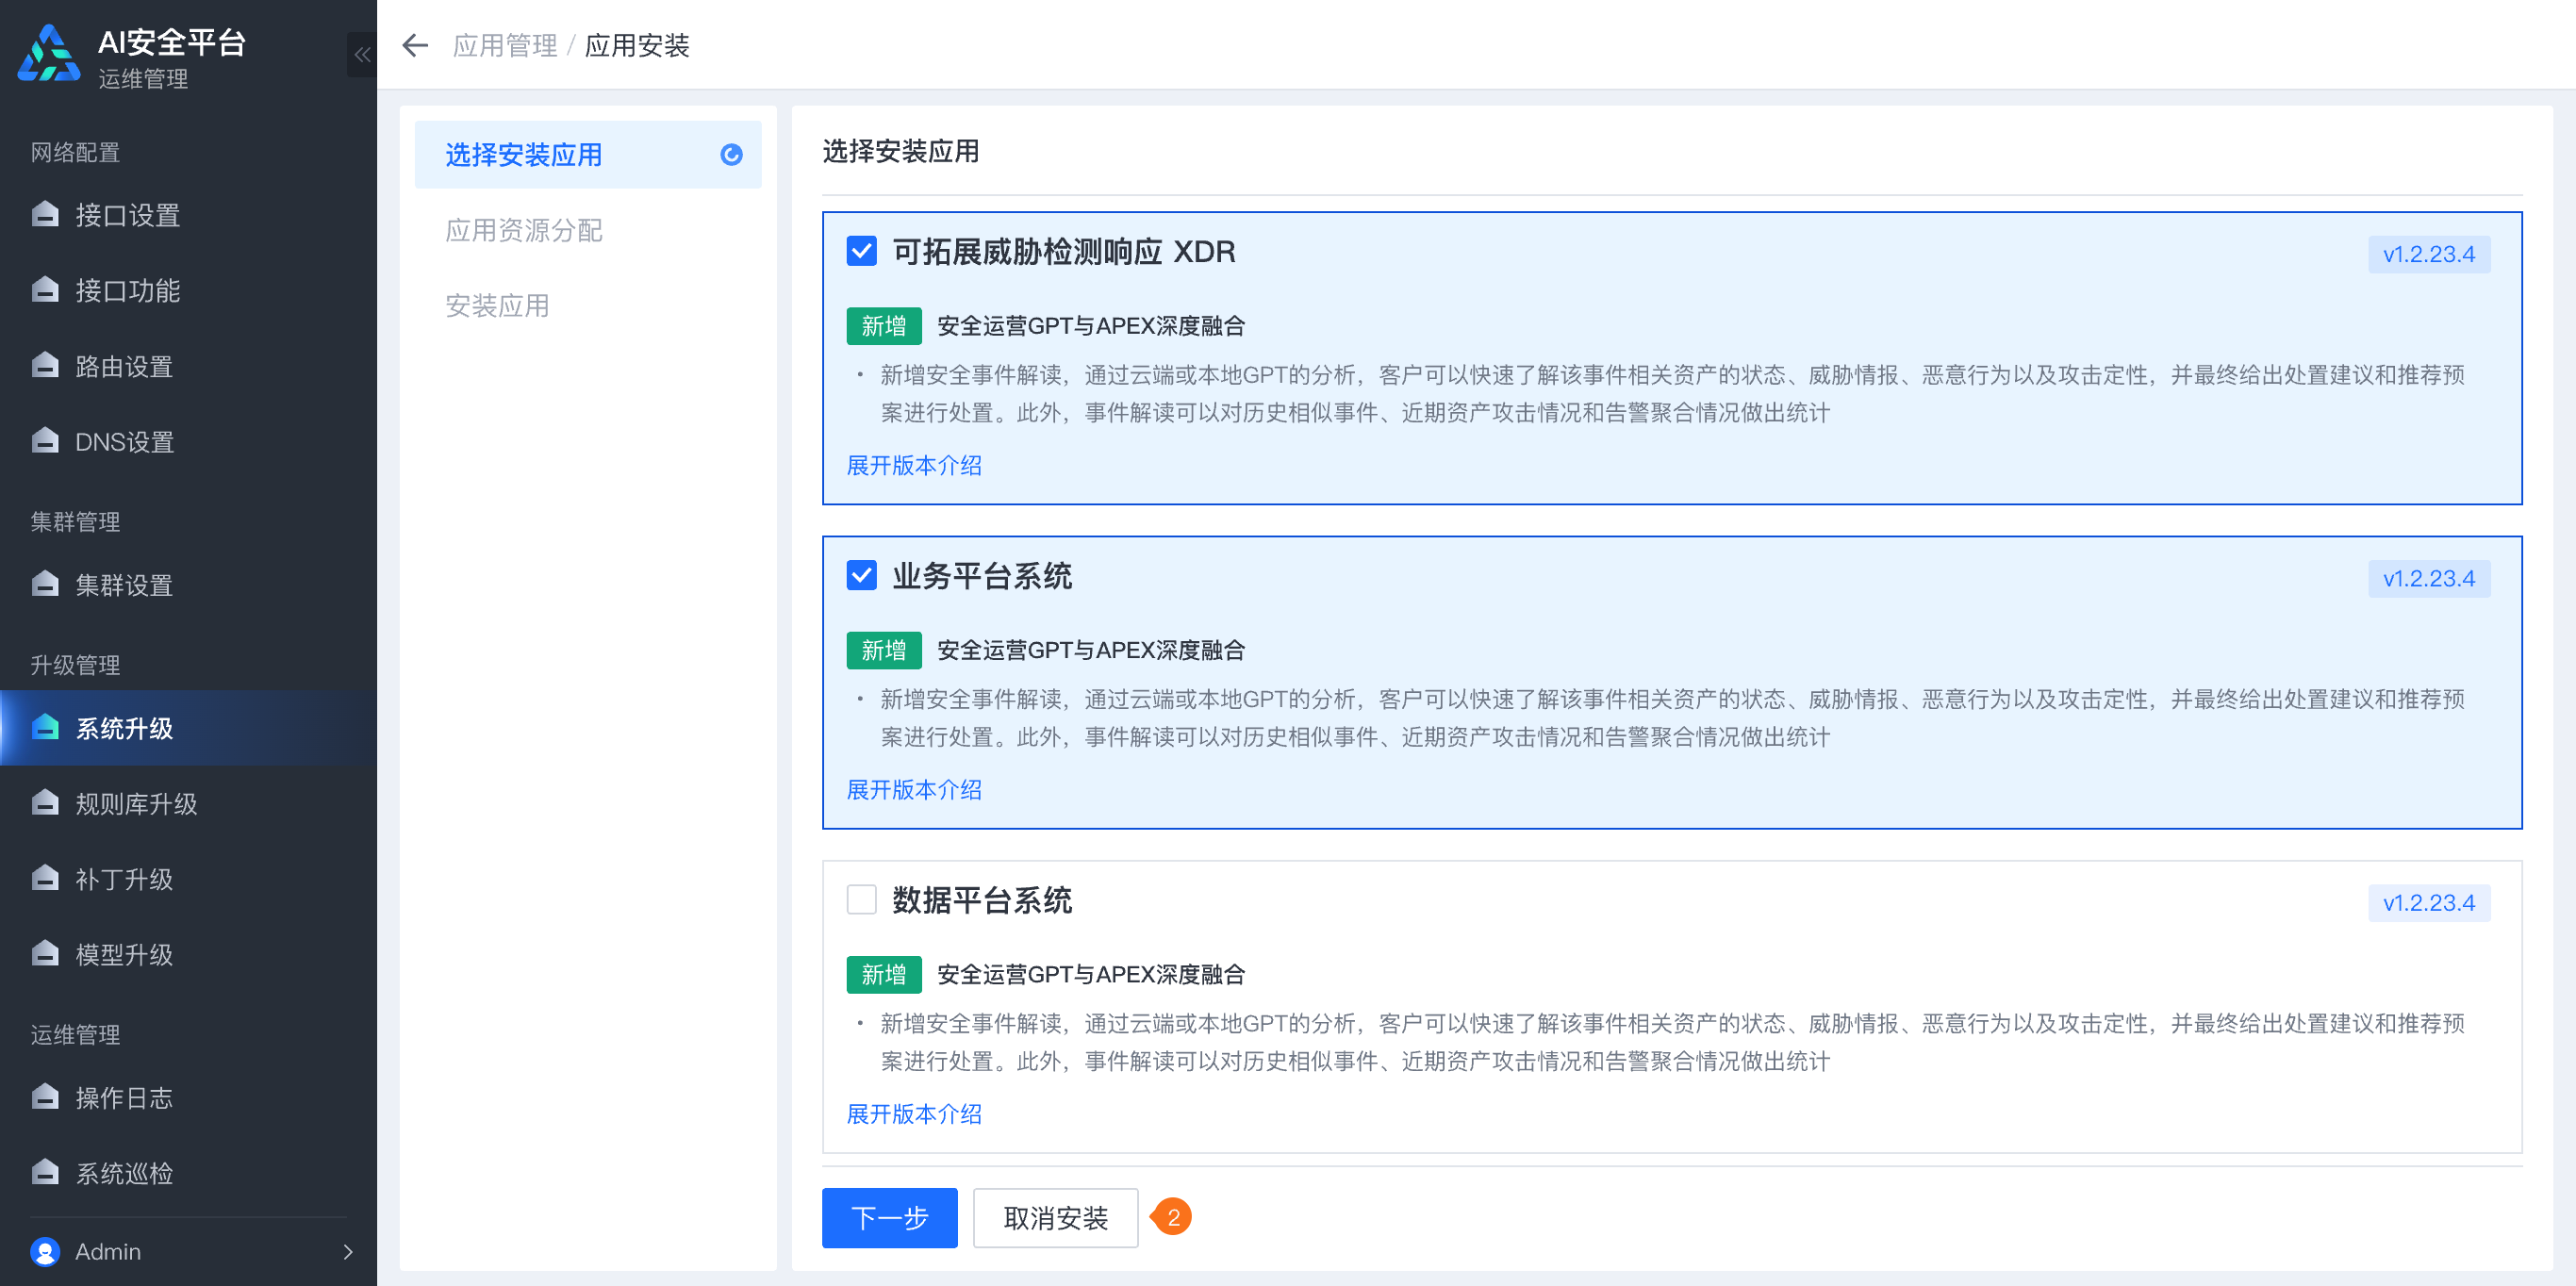 AI安全平台
运维管理
网络配置
接口设置
接口功能
路由设置
DNS设置
集群管理
集群设置
升级管理
系统升级
规则库升级
补丁升级
模型升级
运维管理
操作日志
系统巡检
Admin
应用管理 / 应用安装
选择安装应用
应用资源分配
安装应用
选择安装应用
可拓展威胁检测响应 XDR
v1.2.23.4
新增 安全运营GPT与APEX深度融合
· 新增安全事件解读，通过云端或本地GPT的分析，客户可以快速了解该事件相关资产的状态、威胁情报、恶意行为以及攻击定性，并最终给出处置建议和推荐预
案进行处置。此外，事件解读可以对历史相似事件、近期资产攻击情况和告警聚合情况做出统计
展开版本介绍
业务平台系统
v1.2.23.4
新增 安全运营GPT与APEX深度融合
· 新增安全事件解读，通过云端或本地GPT的分析，客户可以快速了解该事件相关资产的状态、威胁情报、恶意行为以及攻击定性，并最终给出处置建议和推荐预
案进行处置。此外，事件解读可以对历史相似事件、近期资产攻击情况和告警聚合情况做出统计
展开版本介绍
数据平台系统
v1.2.23.4
新增 安全运营GPT与APEX深度融合
· 新增安全事件解读，通过云端或本地GPT的分析，客户可以快速了解该事件相关资产的状态、威胁情报、恶意行为以及攻击定性，并最终给出处置建议和推荐预
案进行处置。此外，事件解读可以对历史相似事件、近期资产攻击情况和告警聚合情况做出统计
展开版本介绍
下一步
取消安装
2